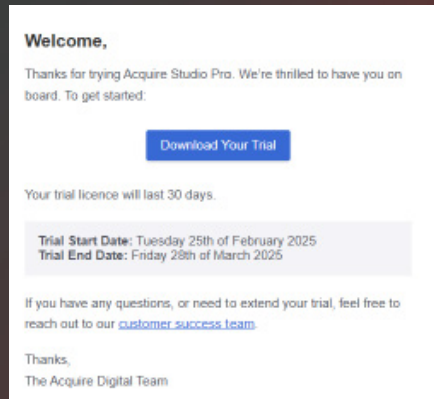 Welcome,
Thanks for trying Acquire Studio Pro. We're thrilled to have you on
board. To get started:
Download Your Trial
Your trial licence will last 30 days.
Trial Start Date: Tuesday 25th of February 2025
Trial End Date: Friday 28th of March 2025
If you have any questions, or need to extend your trial, feel free to
reach out to our customer success team.
Thanks,
The Acquire Digital Team